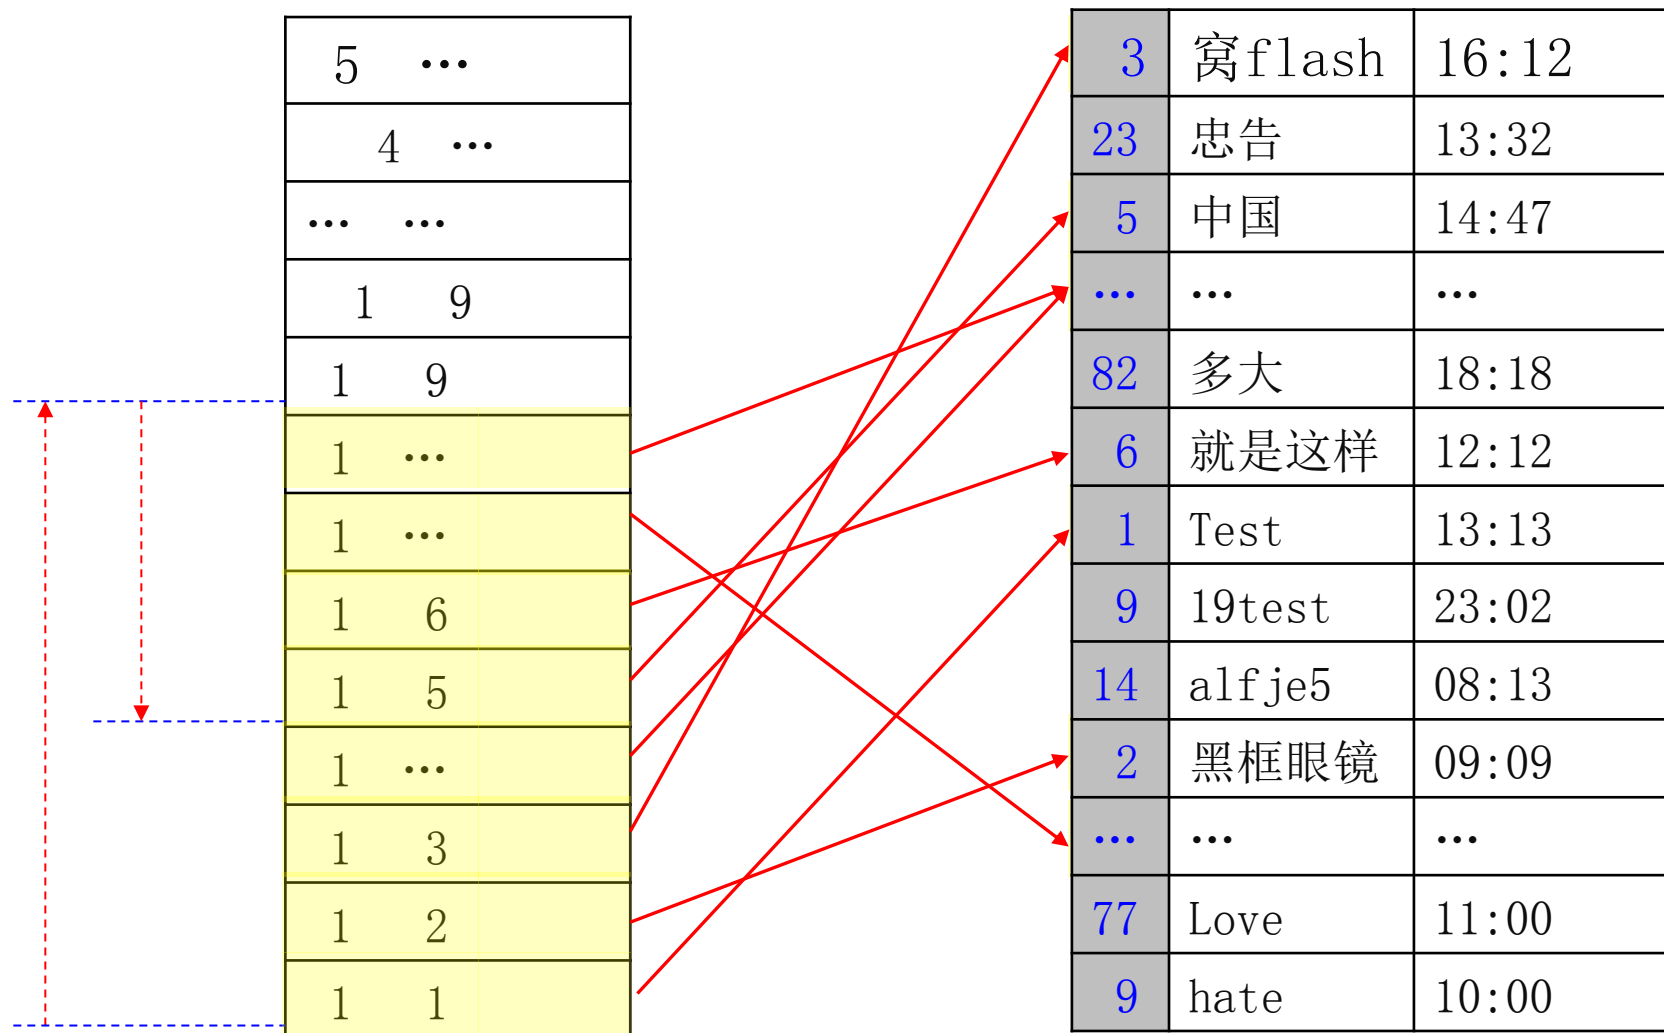 5 …
4 …
… …
1 9
1 9
1 …
1 …
1 6
1 5
1 …
1 3
1 2
1 1
3 窝flash 16:12
23 忠告 13:32
5 中国 14:47
… … …
82 多大 18:18
6 就是这样 12:12
1 Test 13:13
9 19test 23:02
14 alfje5 08:13
2 黑框眼镜 09:09
… … …
77 Love 11:00
9 hate 10:00